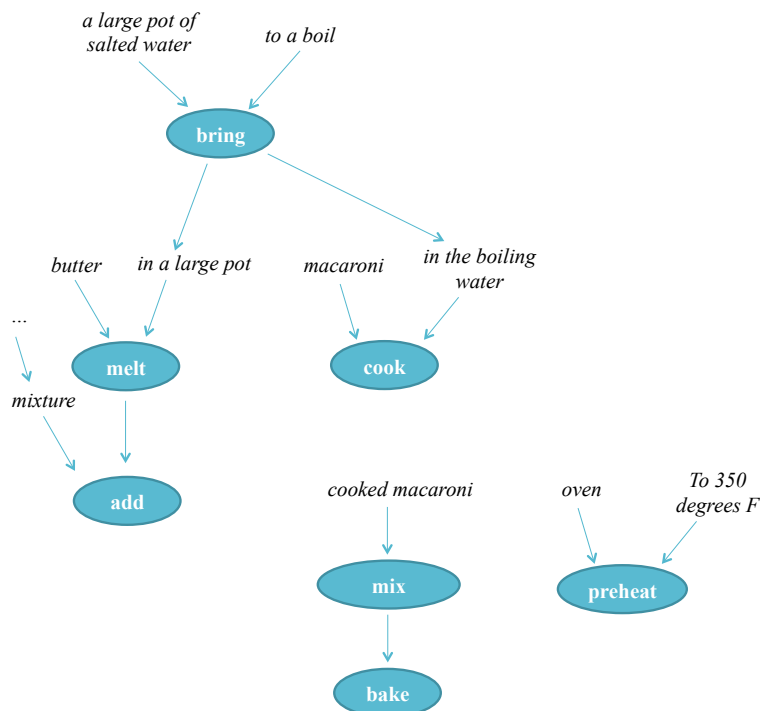 a large pot of
salted water
to a boil
bring
butter
in a large pot
macaroni
in the boiling
water
...
melt
cook
mixture
add
cooked macaroni
oven
To 350
degrees F
mix
preheat
bake